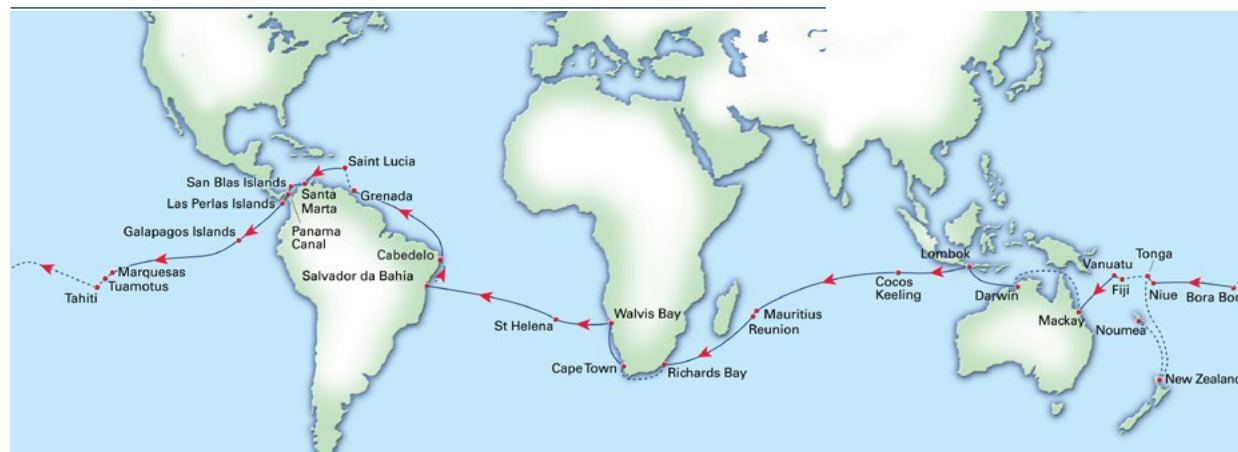 Saint Lucia
San Blas Islands
Grenada
Santa
Marta
Las Perlas Islands
Panama
Canal
Galapagos Islands
Marquesas
Tuamotus
Tahiti
Cabedelo
Salvador da Bahia
St Helena
Walvis Bay
Cape Town
Richards Bay
Mauritius
Reunion
Cocos
Keeling
Lombok
Darwin
Vanuatu
Tonga
Fiji
Niue
Bora Bor
Mackay
Noumea
New Zealand